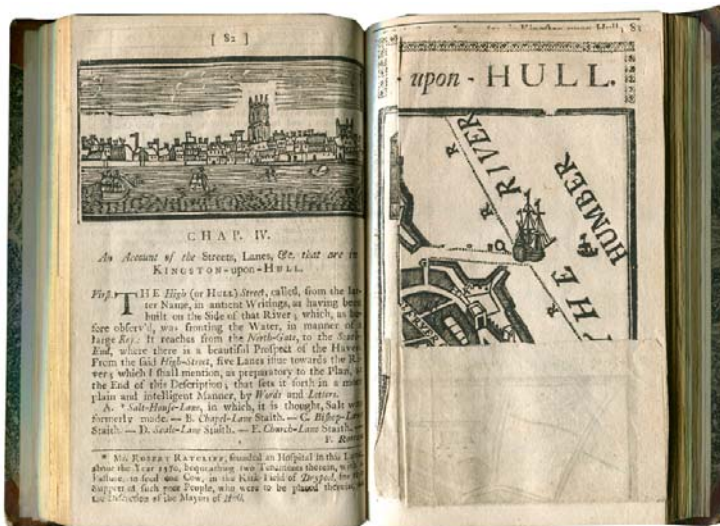 [ 82 ]
CHAP. IV.
An Account of the Streets, Lanes, &c. that are in
KINGSTON-upon-HULL.
First, THE High (or HULL) Street, called, from the lat-
ter Name, in antient Writings, as having been
built on the Side of that River; which, as be-
fore observ'd, was fronting the Water, in manner of a
large Key: It reaches from the North-Gate, to the South-
End, where there is a beautiful Prospect of the Haven.
From the said High-Street, five Lanes issue towards the Ri-
ver; which I shall mention, as preparatory to the Plan, at
the End of this Description; that sets it forth in a more
plain and intelligent Manner, by Words and Letters.
A. * Salt-House-Lane, in which, it is thought, Salt was
formerly made. — B. Chapel-Lane Staith. — C. Bishop-Lane
Staith. — D. Scale-Lane Staith. — E. Church-Lane Staith. —
* Mr. ROBERT RATCLIFF, founded an Hospital in this Lane
about the Year 1570, bequeathing two Tenements therein, with
Pasture, to feed one Cow, in the Kirk-Field of Drypool, for the
Support of such poor People, who were to be placed therein, at
the Direction of the Mayors of Hull.
Kingston upon Hull, 83
- upon - HULL.
R. RIVER
R.
HUMBER
THE
R.